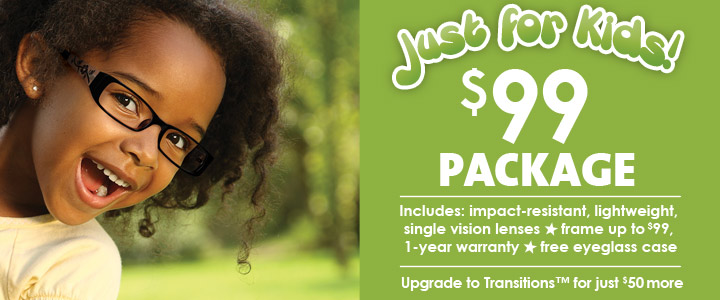 Just for Kids!
$99
PACKAGE
Includes: impact-resistant, lightweight,
single vision lenses ★ frame up to $99,
1-year warranty ★ free eyeglass case
Upgrade to Transitions™ for just $50 more